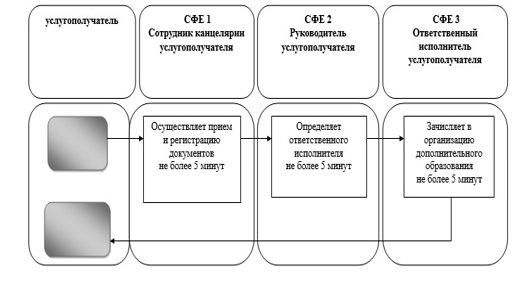 услугополучатель
СФЕ 1
Сотрудник канцелярии
услугополучателя
СФЕ 2
Руководитель
услугополучателя
СФЕ 3
Ответственный
исполнитель
услугополучателя
Осуществляет прием
и регистрацию
документов
не более 5 минут
Определяет
ответственного
исполнителя
не более 5 минут
Зачисляет в
организацию
дополнительного
образования
не более 5 минут